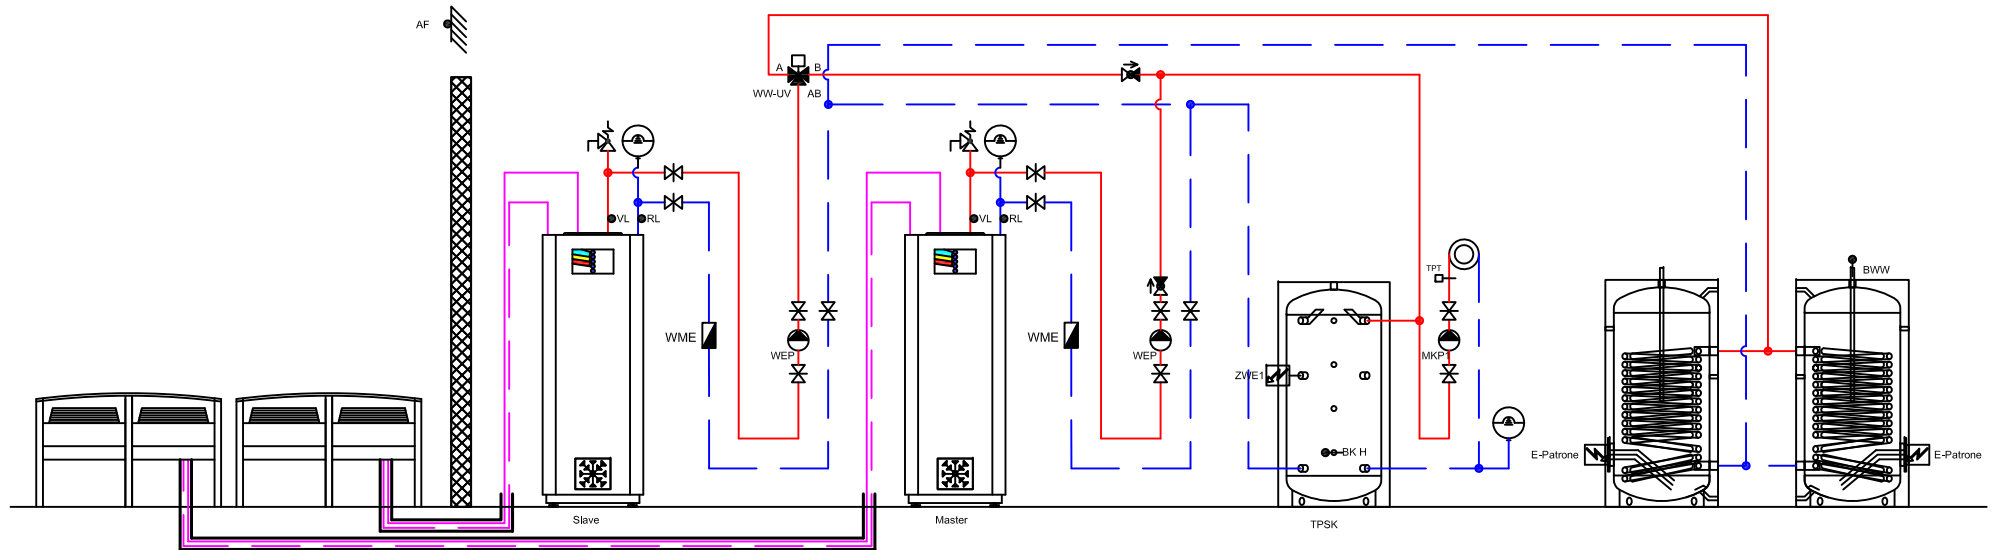 AF
A
B
WW-UV
AB
VL
RL
VL
RL
TPT
BWW
WME
WEP
WME
WEP
MKP1
ZWE1
BK H
E-Patrone
E-Patrone
Slave
Master
TPSK